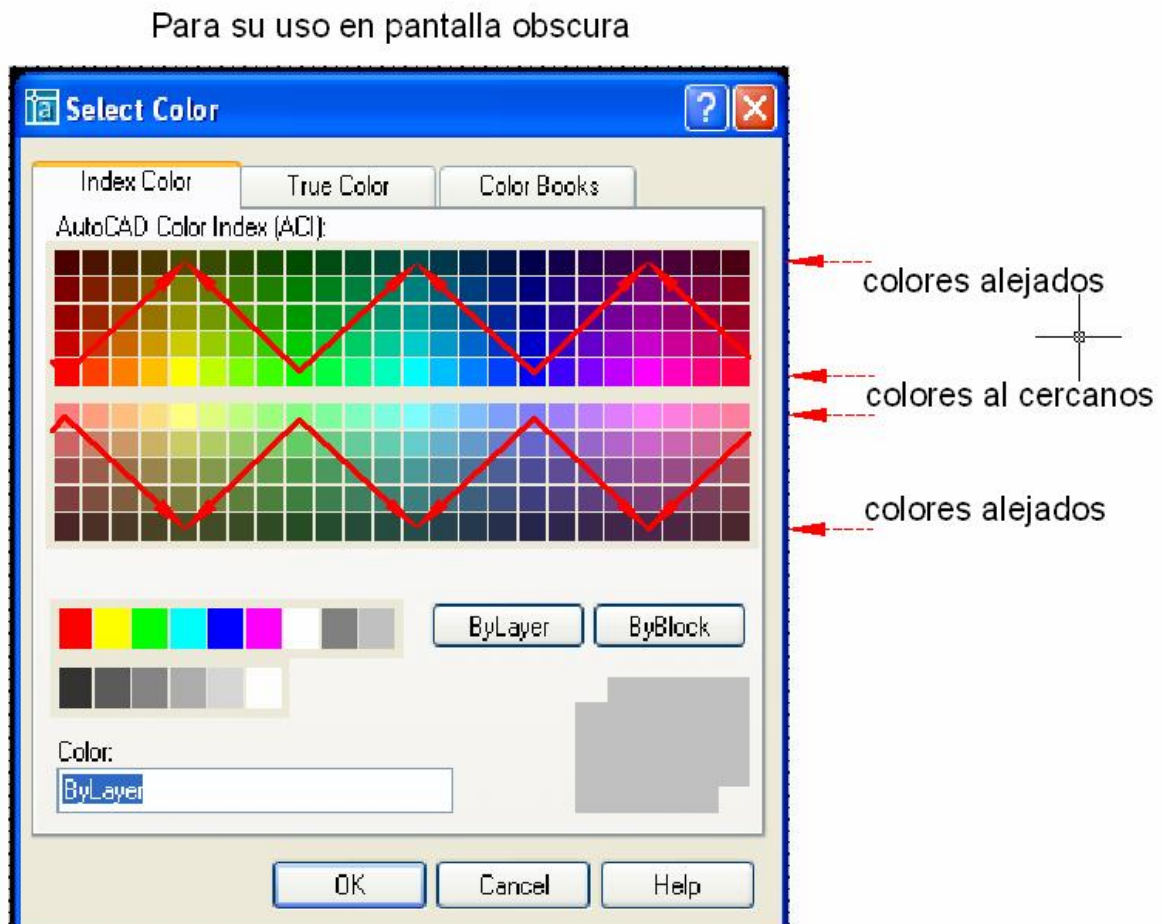 Para su uso en pantalla obscura
Select Color
Index Color
True Color
Color Books
AutoCAD Color Index (ACI):
colores alejados
colores al cercanos
colores alejados
ByLayer
ByBlock
Color:
ByLayer
OK
Cancel
Help